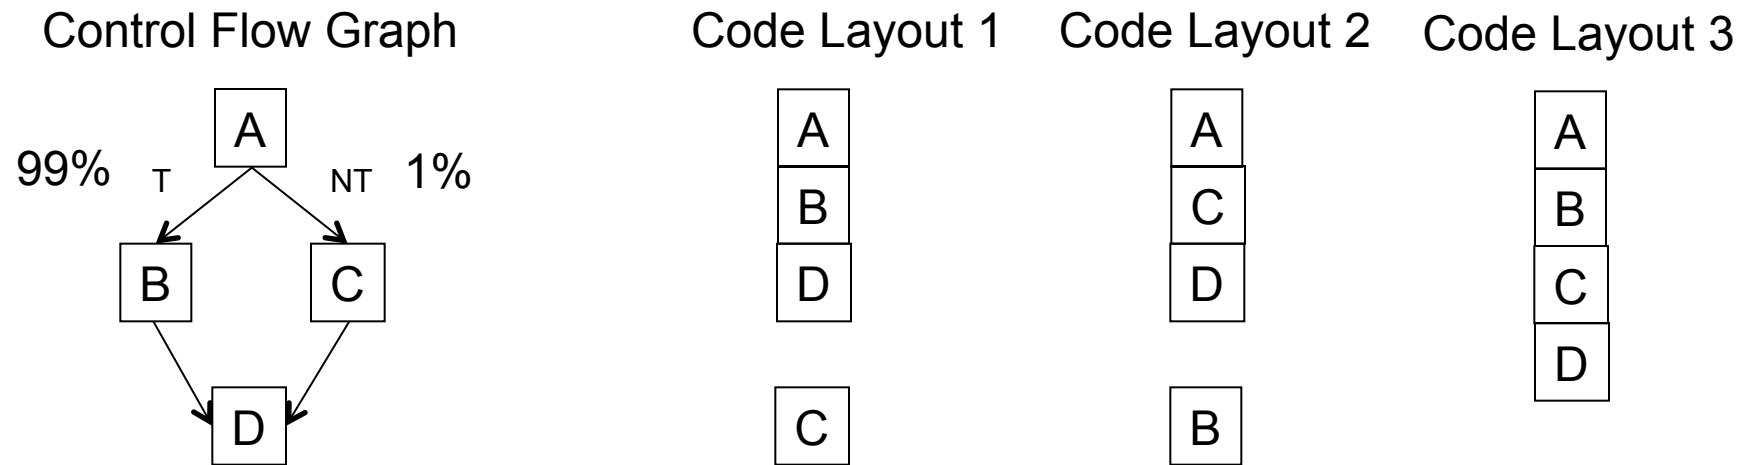 Control Flow Graph
A
99% T NT 1%
B C
D
Code Layout 1
A
B
D
C
Code Layout 2
A
C
D
B
Code Layout 3
A
B
C
D